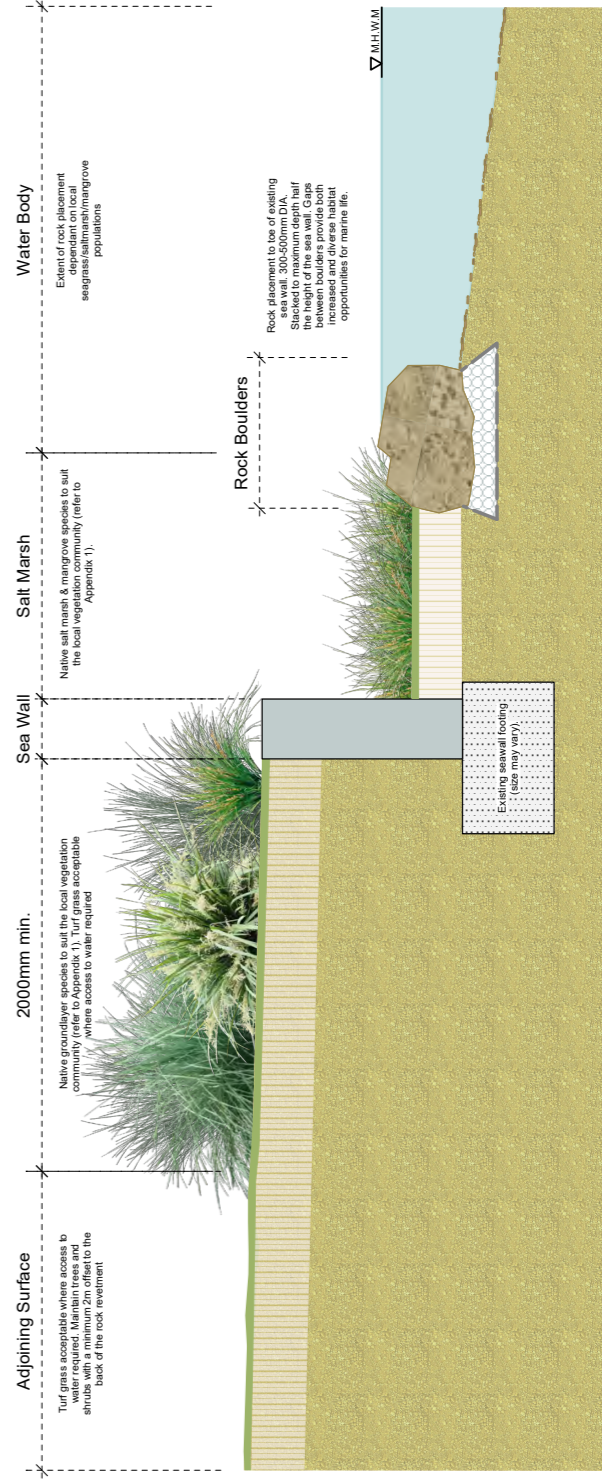 Adjoining Surface
Turf grass acceptable where access to
water required. Maintain trees and
shrubs with a minimum 2m offset to the
back of the rock revetment
2000mm min.
Native groundlayer species to suit the local vegetation
community (refer to Appendix 1). Turf grass acceptable
where access to water required
Sea Wall
Salt Marsh
Native salt marsh & mangrove species to suit
the local vegetation community (refer to
Appendix 1).
Water Body
Extent of rock placement
dependant on local
seagrass/saltmarsh/mangrove
populations
Rock Boulders
Rock placement to toe of existing
sea wall. 300-500mm DIA.
Stacked to maximum depth half
the height of the sea wall. Gaps
between boulders provide both
increased and diverse habitat
opportunities for marine life.
M.H.W.M
Existing seawall footing
(size may vary).